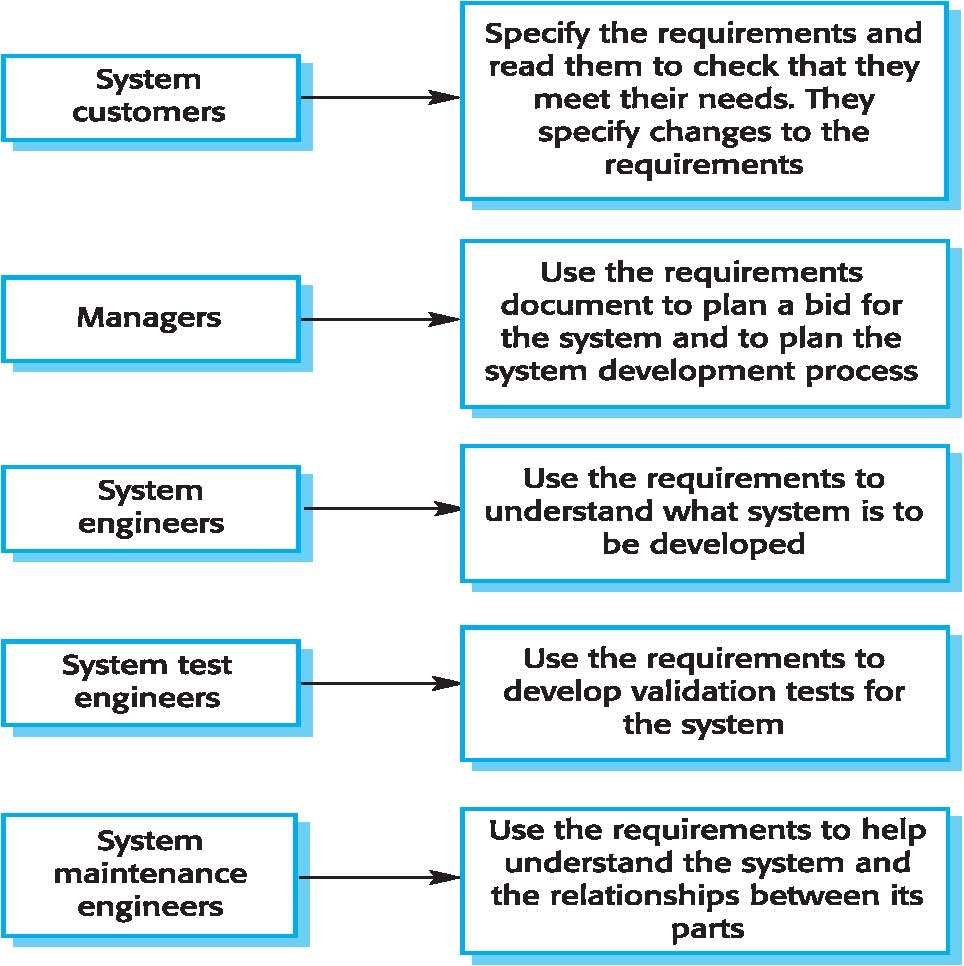 System
customers
Specify the requirements and
read them to check that they
meet their needs. They
specify changes to the
requirements
Managers
Use the requirements
document to plan a bid for
the system and to plan the
system development process
System
engineers
Use the requirements to
understand what system is to
be developed
System test
engineers
Use the requirements to
develop validation tests for
the system
System
maintenance
engineers
Use the requirements to help
understand the system and
the relationships between its
parts